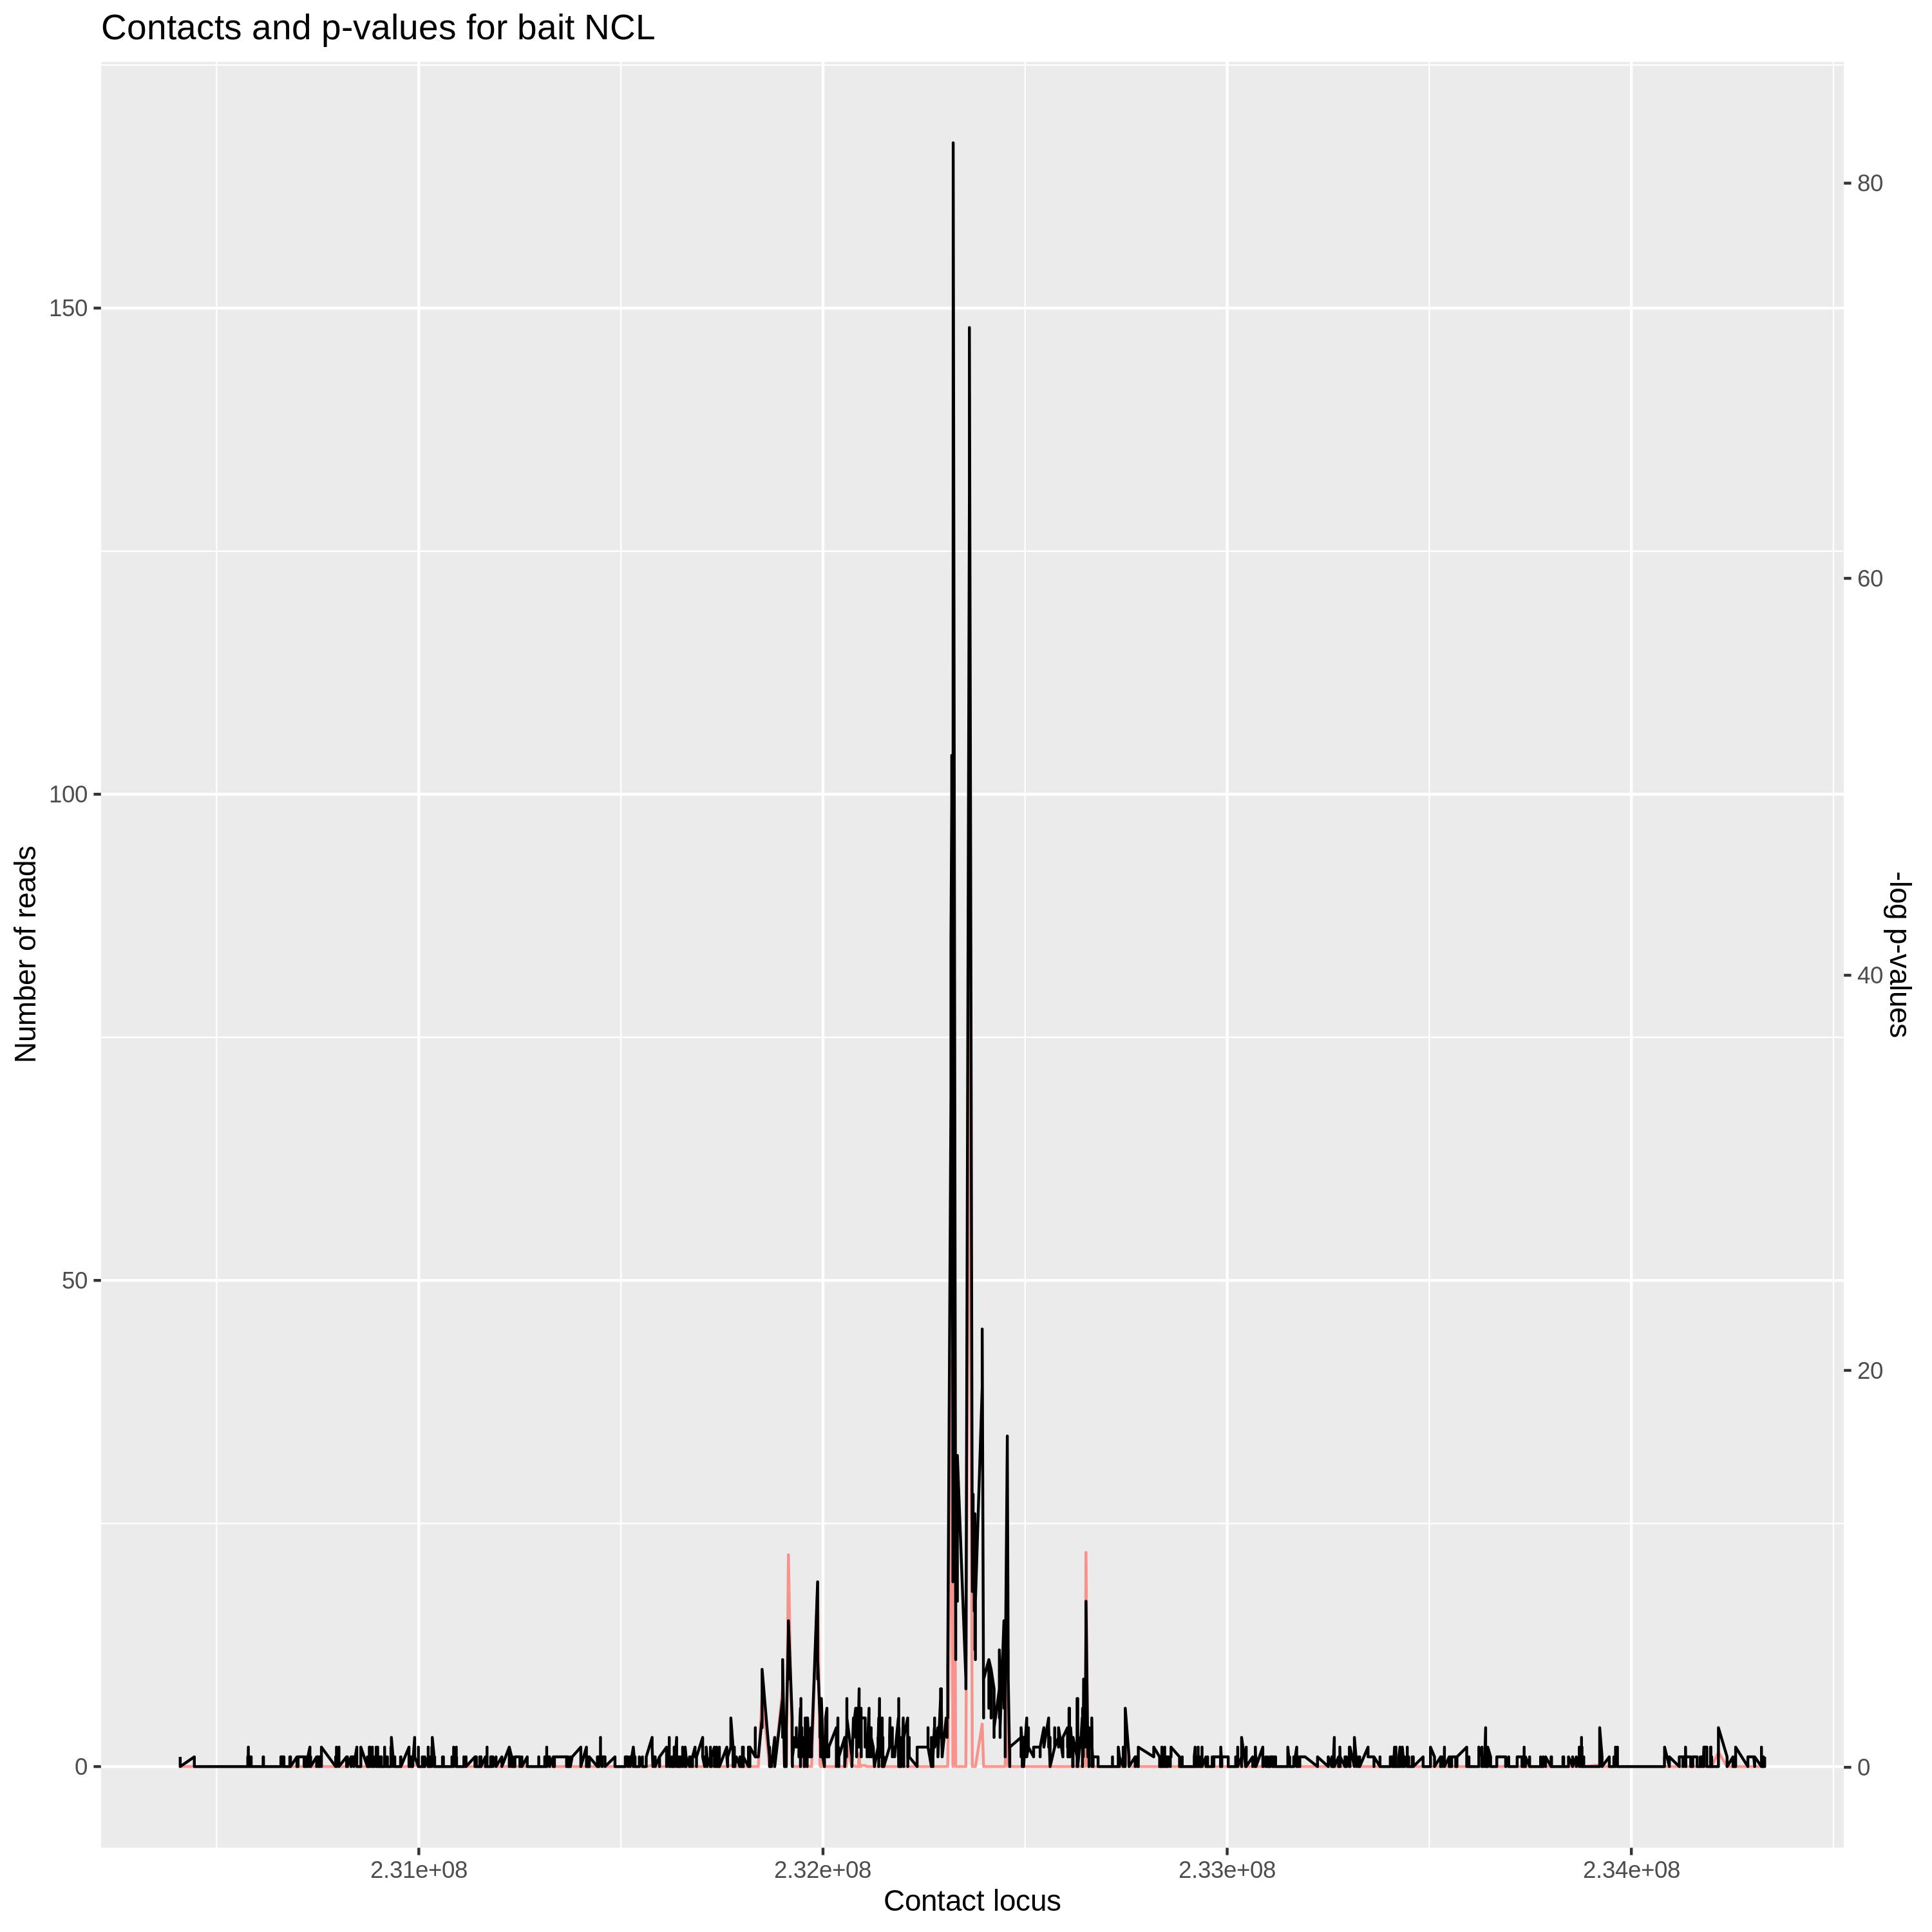 Contacts and p-values for bait NCL
150
100
50
0
Number of reads
80
60
40
20
0
-log p-values
2.31e+08
2.32e+08
2.33e+08
2.34e+08
Contact locus